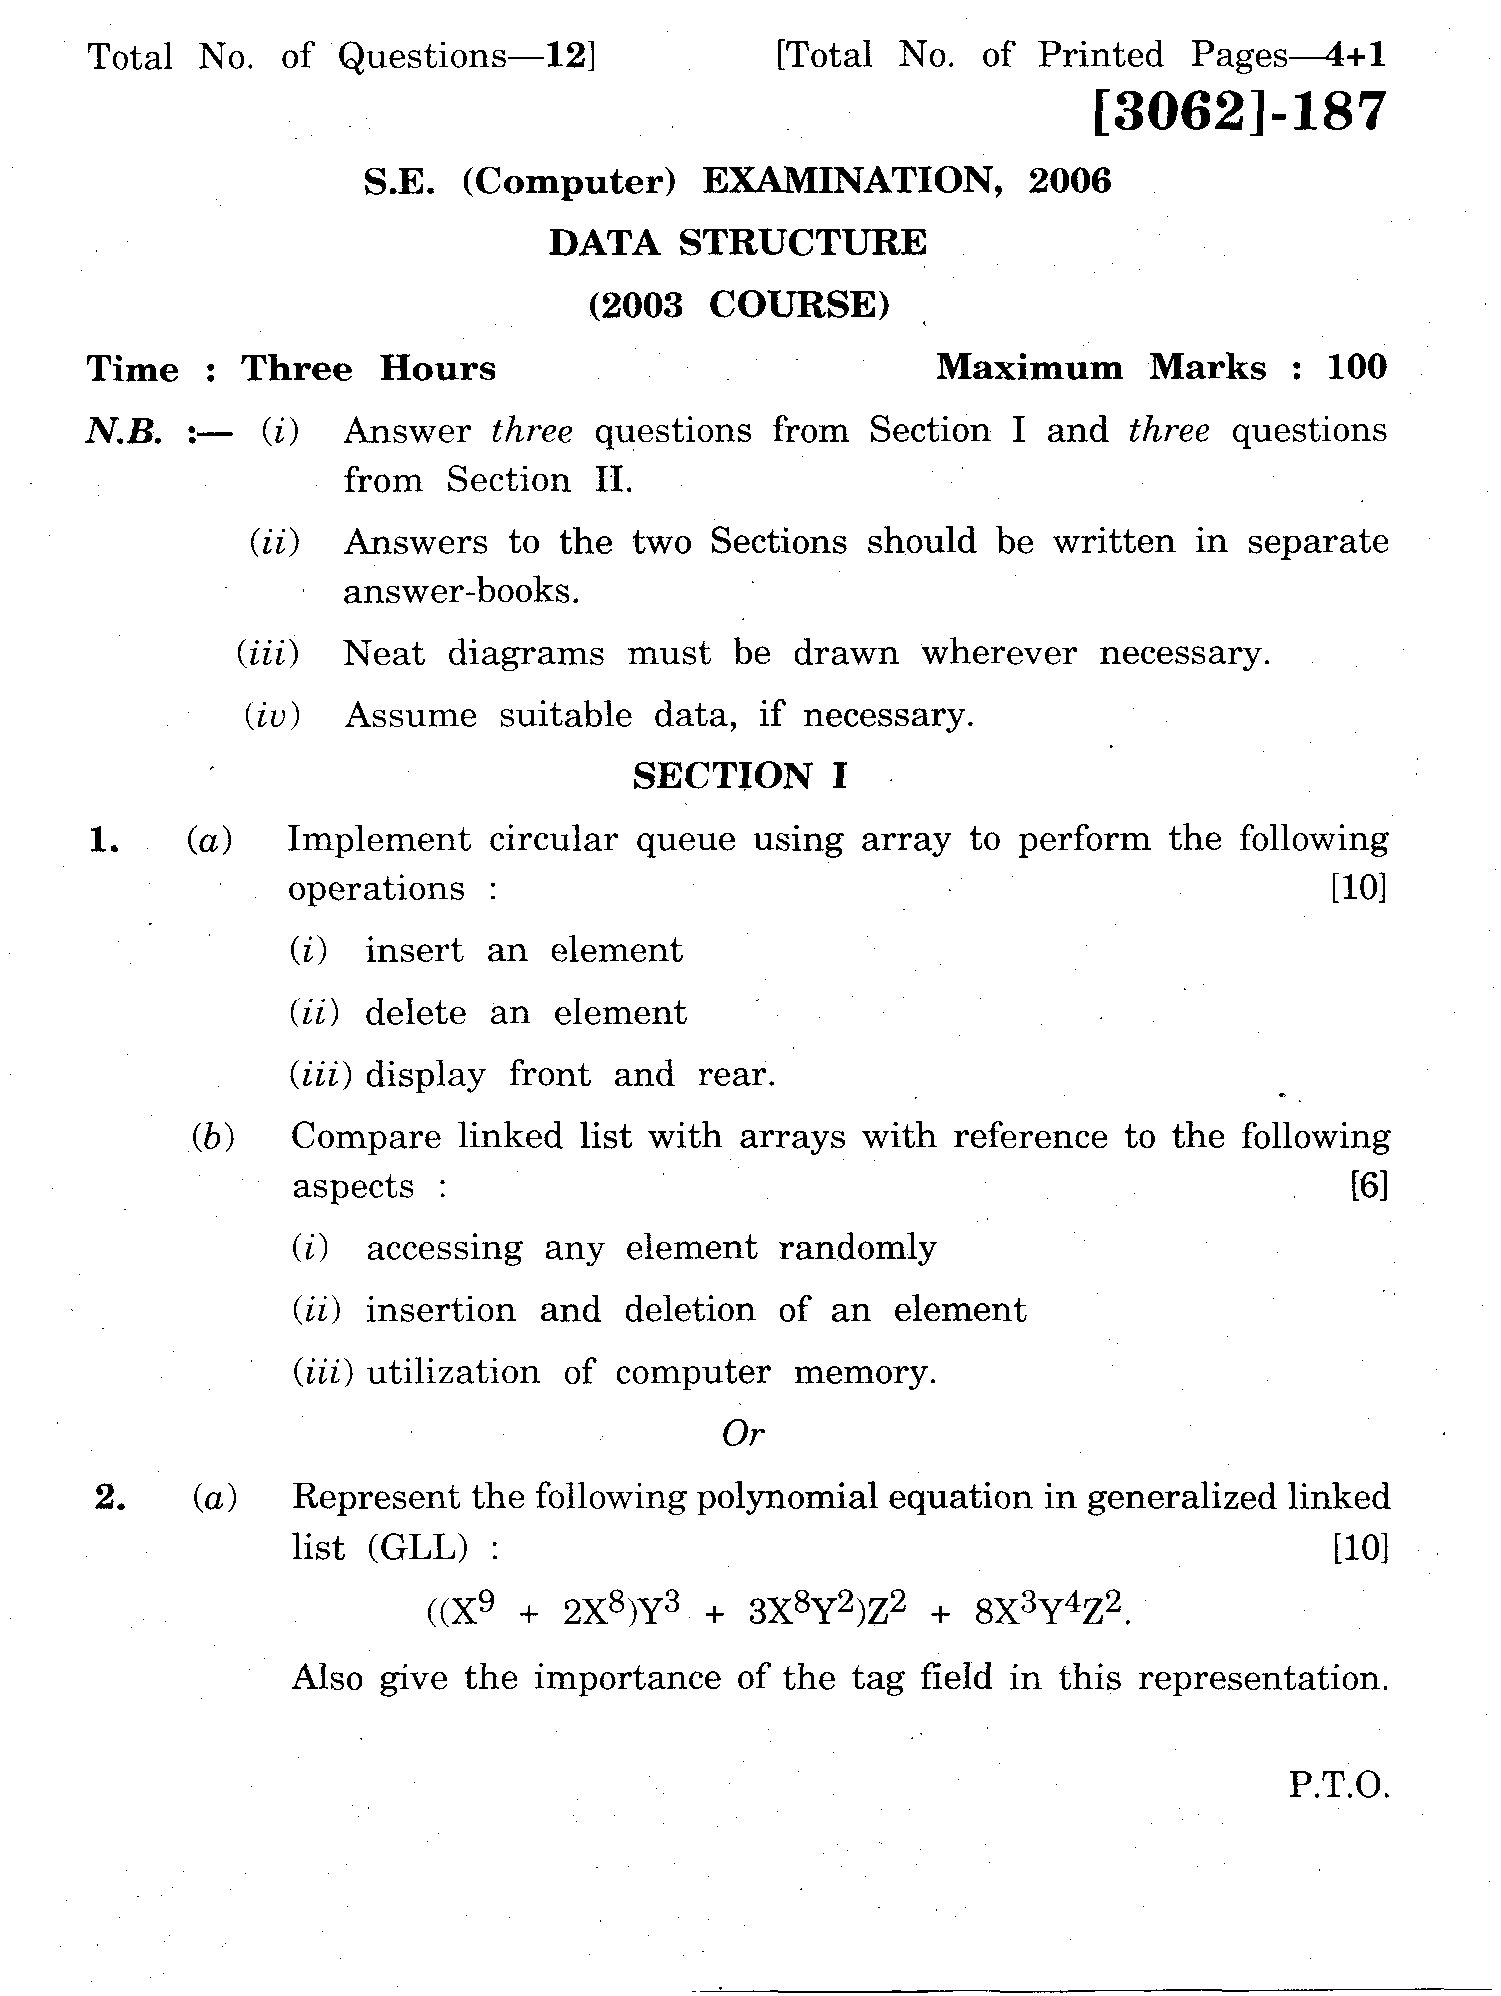 Total No. of Questions—12] [Total No. of Printed Pages—4+1
[3062]-187
S.E. (Computer) EXAMINATION, 2006
DATA STRUCTURE
(2003 COURSE)
Time : Three Hours Maximum Marks : 100
N.B. :— (i) Answer three questions from Section I and three questions
from Section II.
(ii) Answers to the two Sections should be written in separate
answer-books.
(iii) Neat diagrams must be drawn wherever necessary.
(iv) Assume suitable data, if necessary.
SECTION I
1. (a) Implement circular queue using array to perform the following
operations : [10]
(i) insert an element
(ii) delete an element
(iii) display front and rear.
(b) Compare linked list with arrays with reference to the following
aspects : [6]
(i) accessing any element randomly
(ii) insertion and deletion of an element
(iii) utilization of computer memory.
Or
2. (a) Represent the following polynomial equation in generalized linked
list (GLL) : [10]
((X⁹ + 2X⁸)Y³ + 3X⁸Y²)Z² + 8X³Y⁴Z².
Also give the importance of the tag field in this representation.
P.T.O.